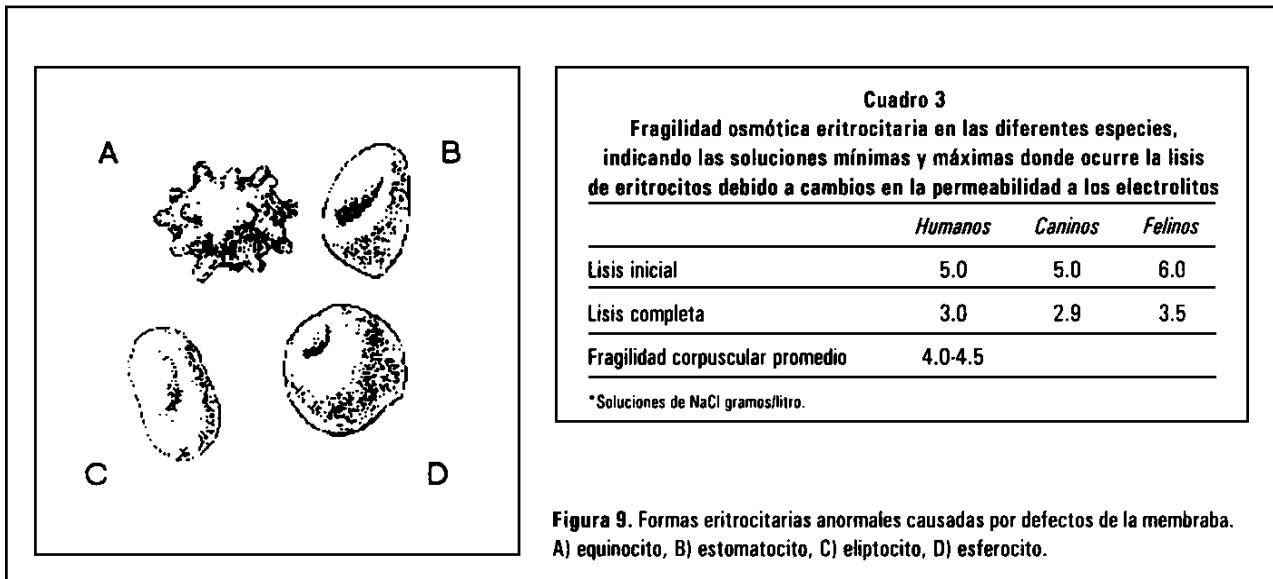 A
B
C
D
Cuadro 3
Fragilidad osmótica eritrocitaria en las diferentes especies,
indicando las soluciones mínimas y máximas donde ocurre la lisis
de eritrocitos debido a cambios en la permeabilidad a los electrolitos
Humanos Caninos Felinos
Lisis inicial 5.0 5.0 6.0
Lisis completa 3.0 2.9 3.5
Fragilidad corpuscular promedio 4.0-4.5
*Soluciones de NaCl gramos/litro.
Figura 9. Formas eritrocitarias anormales causadas por defectos de la membraba.
A) equinocito, B) estomatocito, C) eliptocito, D) esferocito.